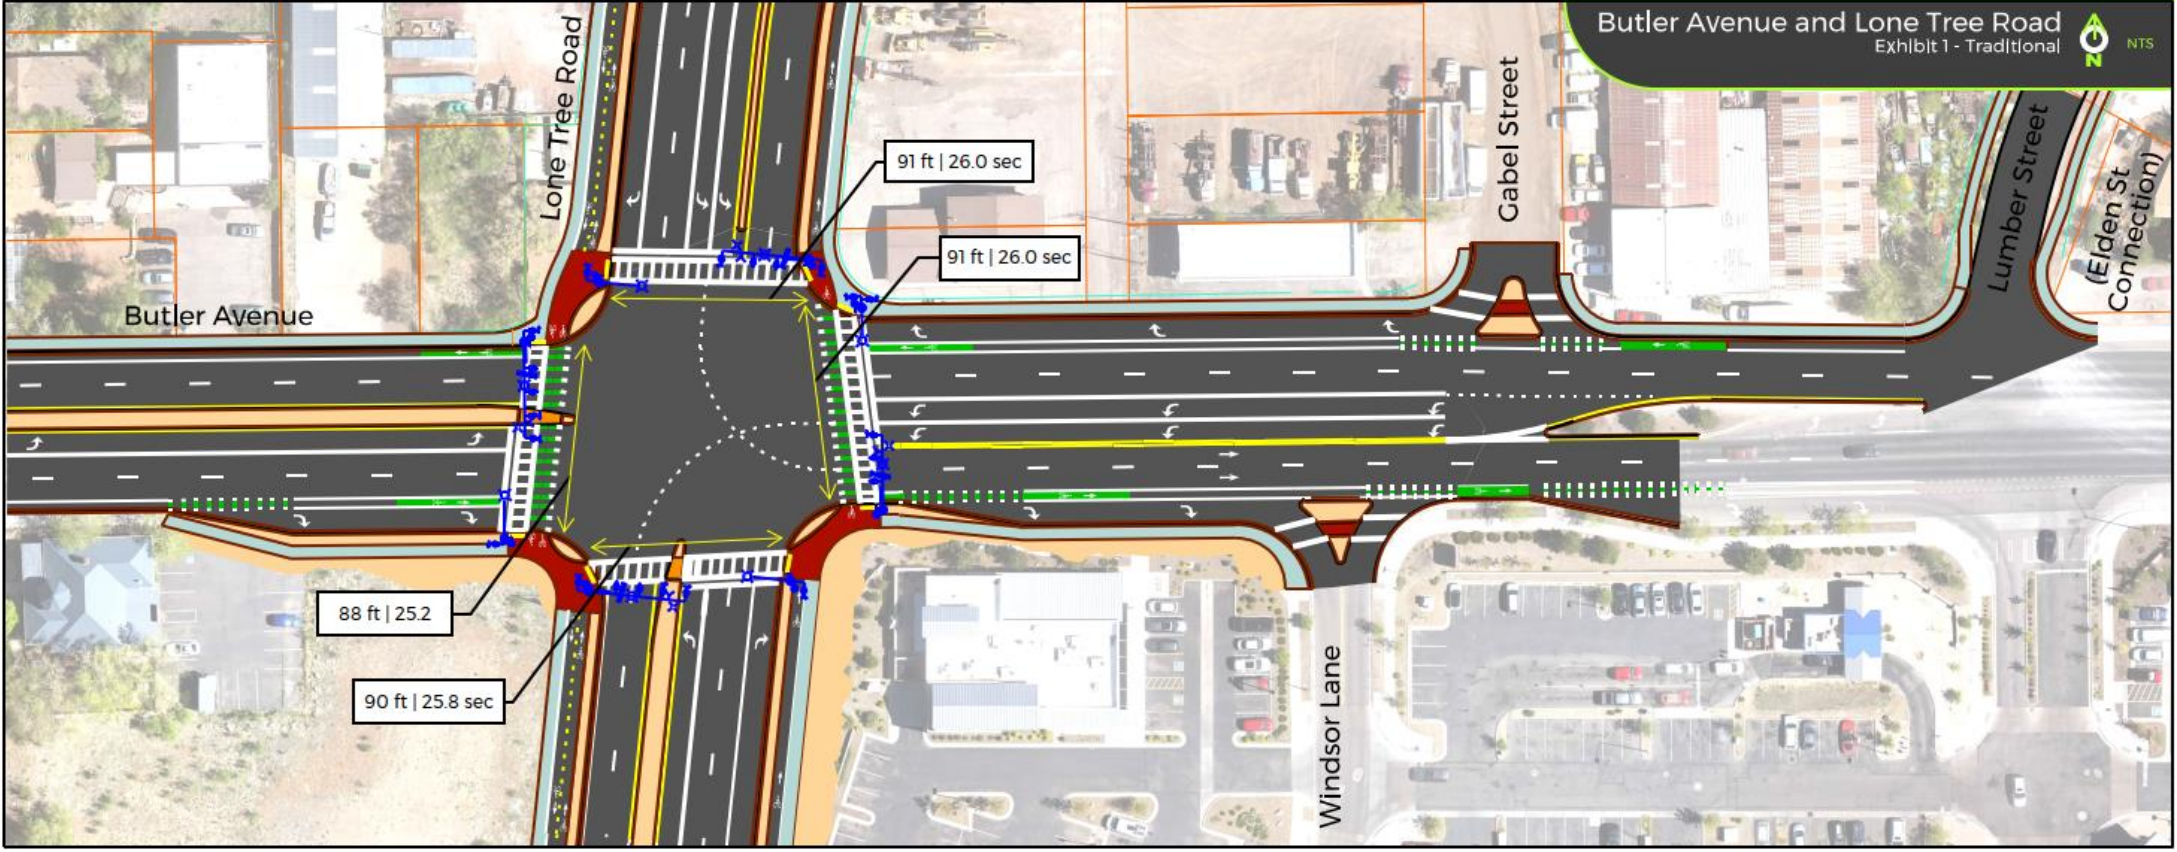 Butler Avenue and Lone Tree Road
Exhibit 1 - Traditional
NTS
N
Lone Tree Road
Gabel Street
Lumber Street
(Elden St
Connection)
91 ft | 26.0 sec
91 ft | 26.0 sec
Butler Avenue
88 ft | 25.2
90 ft | 25.8 sec
Windsor Lane